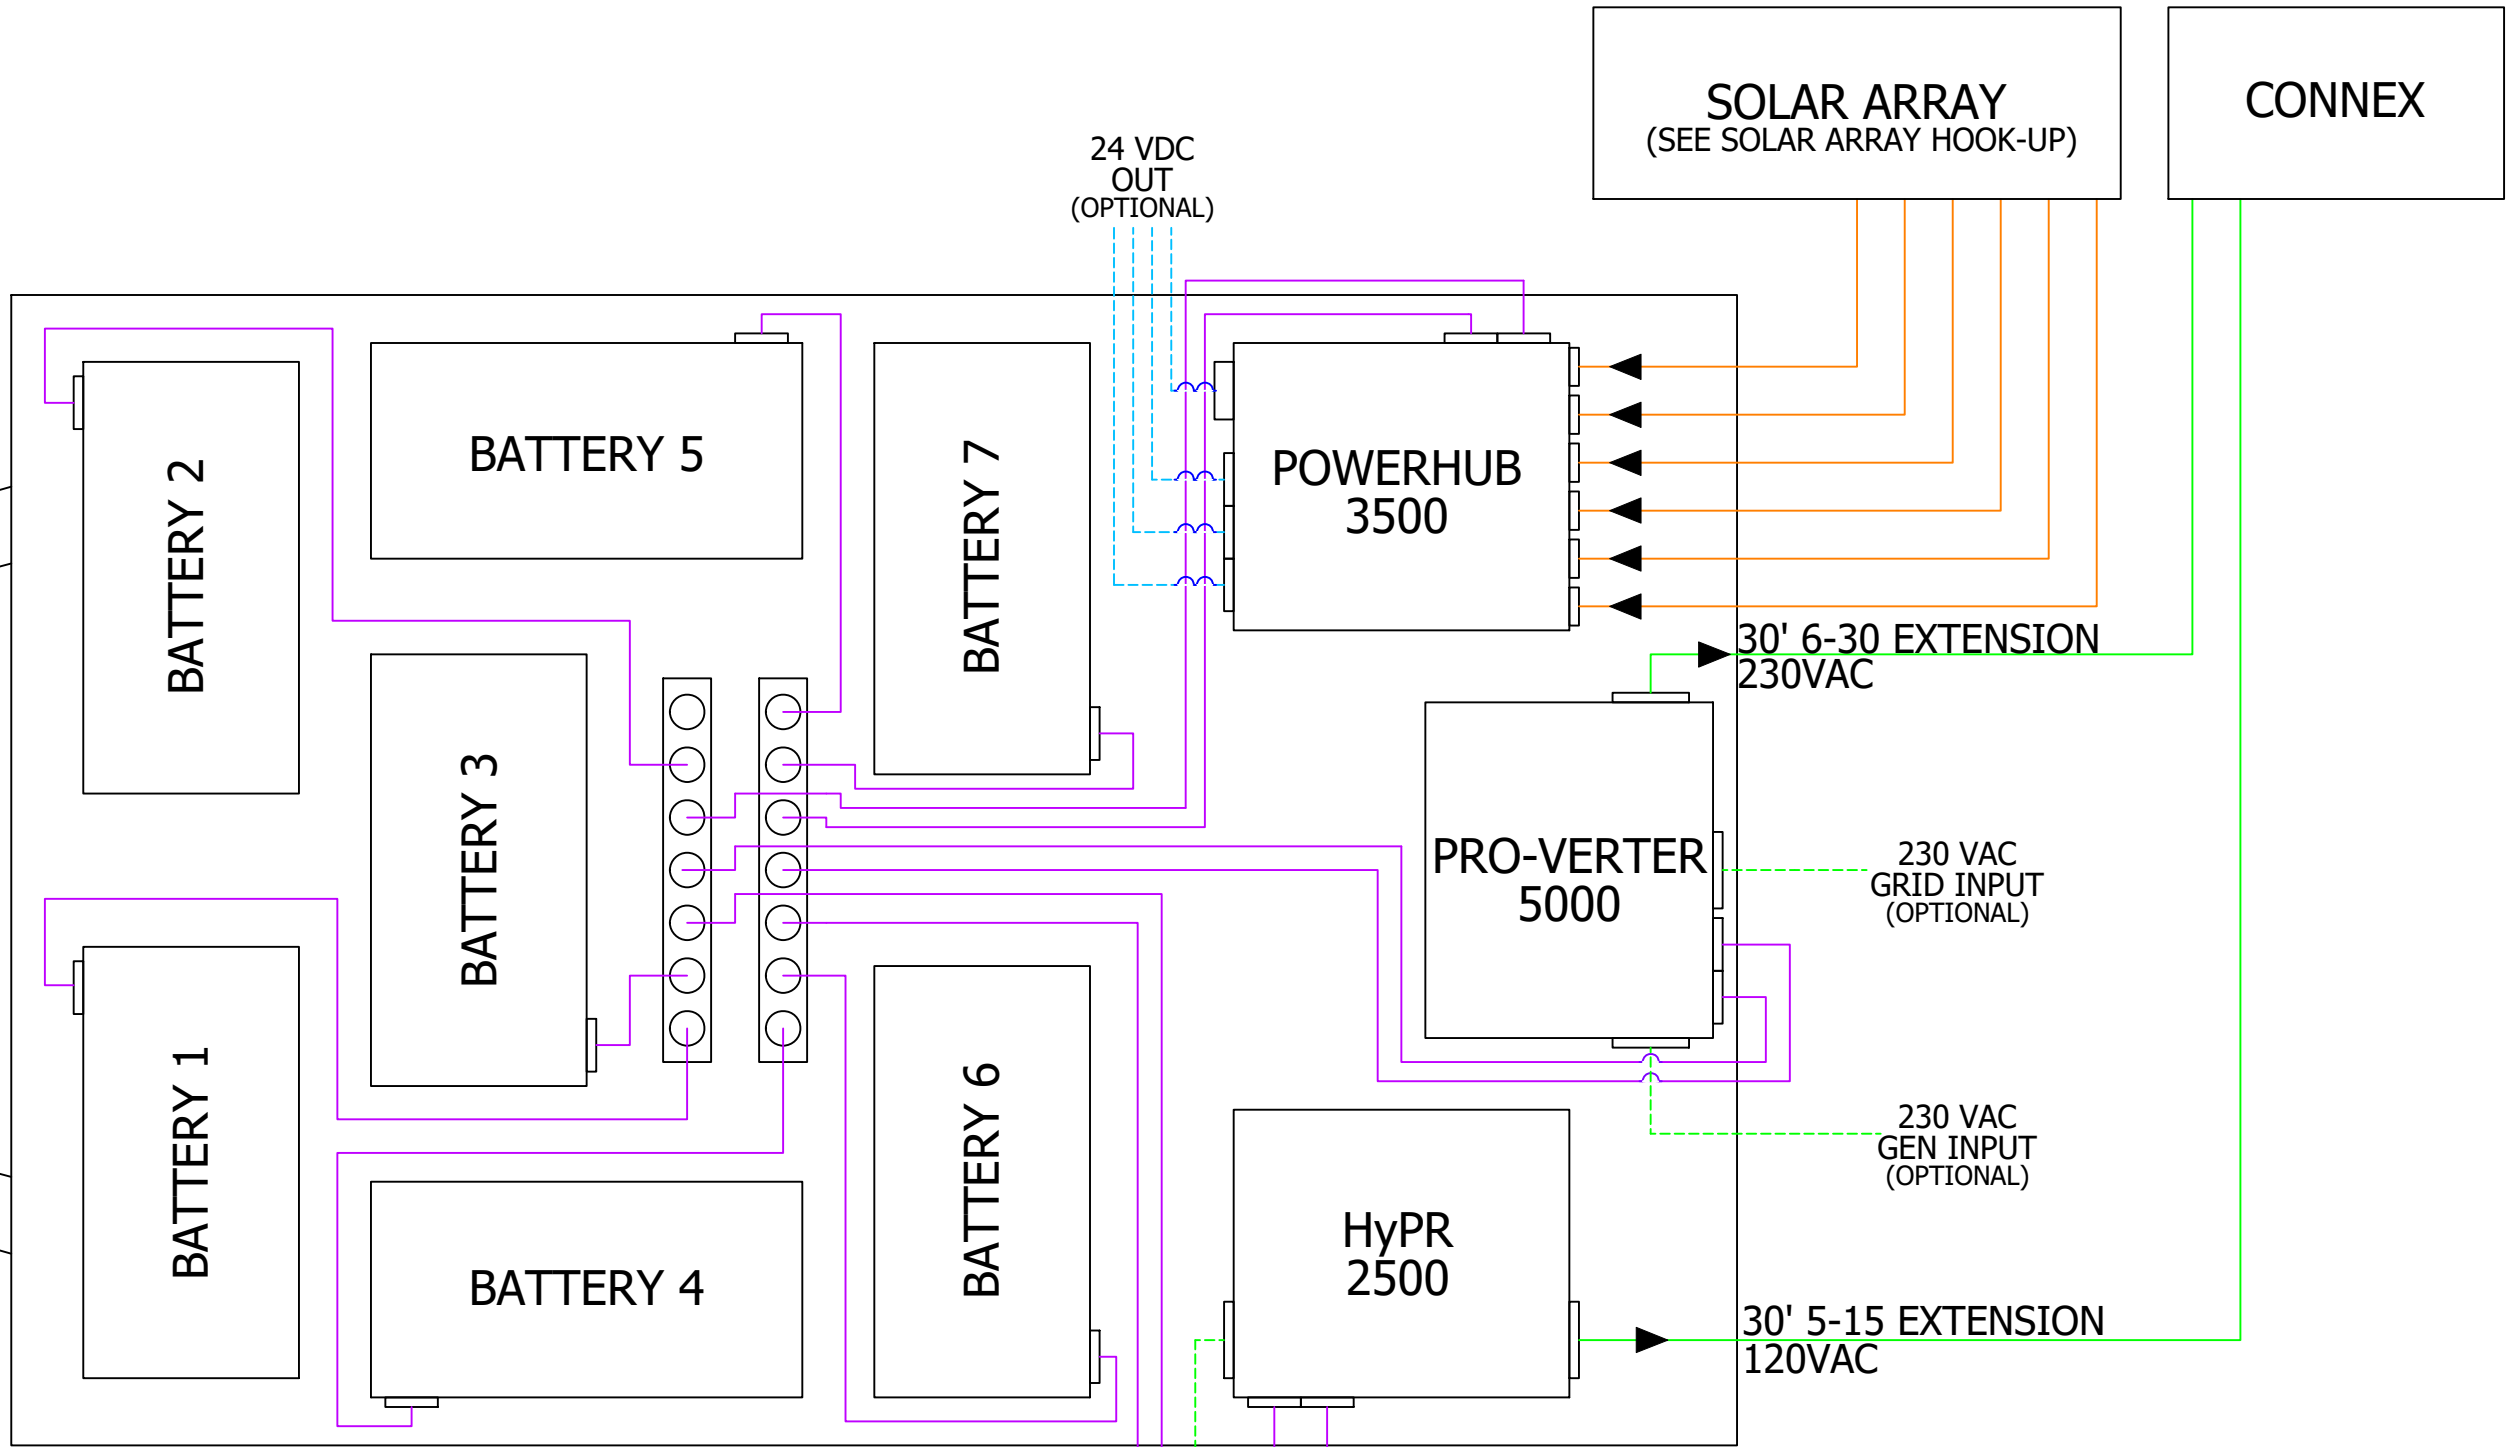 SOLAR ARRAY
(SEE SOLAR ARRAY HOOK-UP)
CONNEX
24 VDC
OUT
(OPTIONAL)
BATTERY 2
BATTERY 5
BATTERY 7
POWERHUB
3500
30' 6-30 EXTENSION
230VAC
BATTERY 3
PRO-VERTER
5000
230 VAC
GRID INPUT
(OPTIONAL)
BATTERY 1
BATTERY 4
BATTERY 6
230 VAC
GEN INPUT
(OPTIONAL)
HyPR
2500
30' 5-15 EXTENSION
120VAC